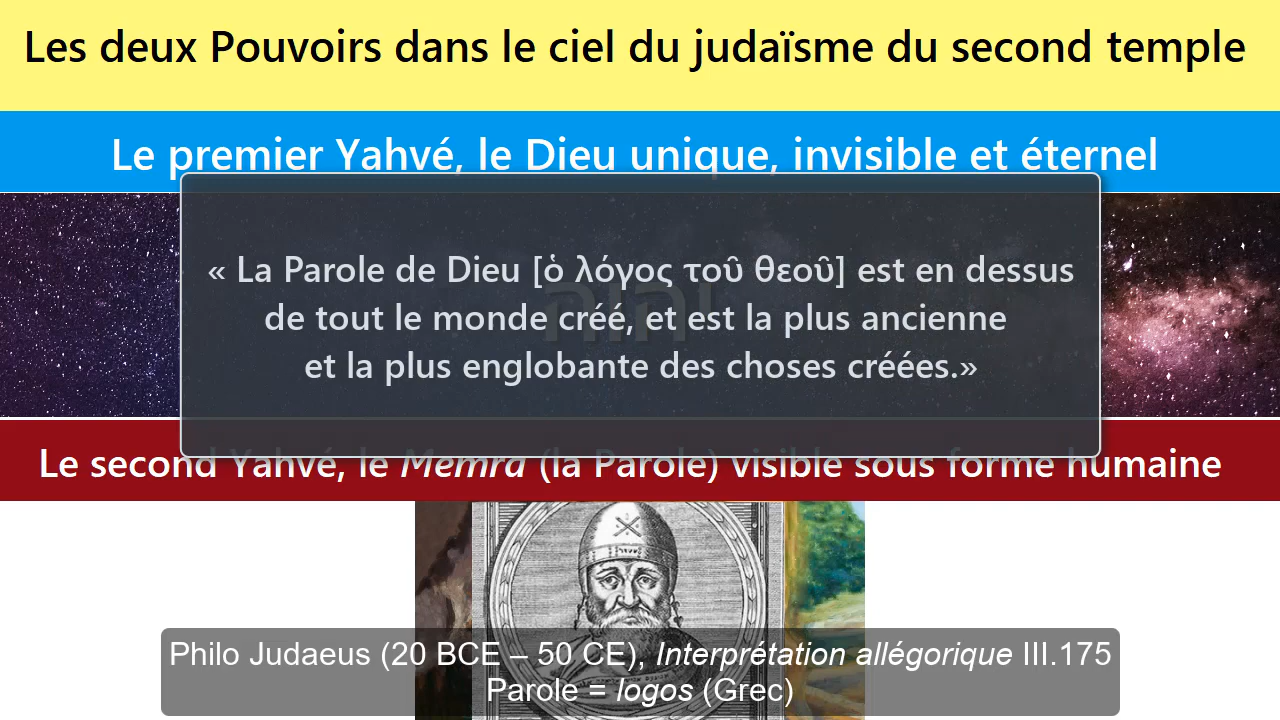 Les deux Pouvoirs dans le ciel du judaïsme du second temple
Le premier Yahvé, le Dieu unique, invisible et éternel
« La Parole de Dieu [ὁ λόγος τοῦ θεοῦ] est en dessus
de tout le monde créé, et est la plus ancienne
et la plus englobante des choses créées.»
Le second Yahvé, le Memra (la Parole) visible sous forme humaine
Philo Judaeus (20 BCE – 50 CE), Interprétation allégorique III.175
Parole = logos (Grec)